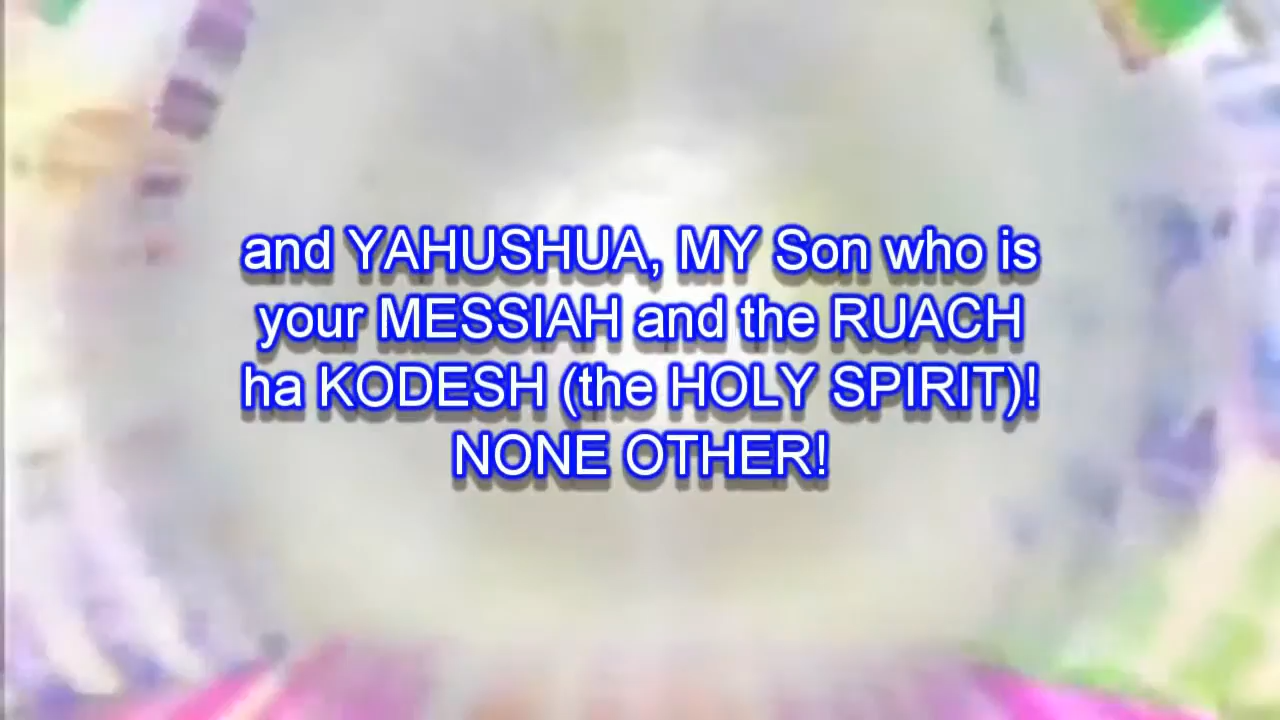 and YAHUSHUA, MY Son who is
your MESSIAH and the RUACH
ha KODESH (the HOLY SPIRIT)!
NONE OTHER!